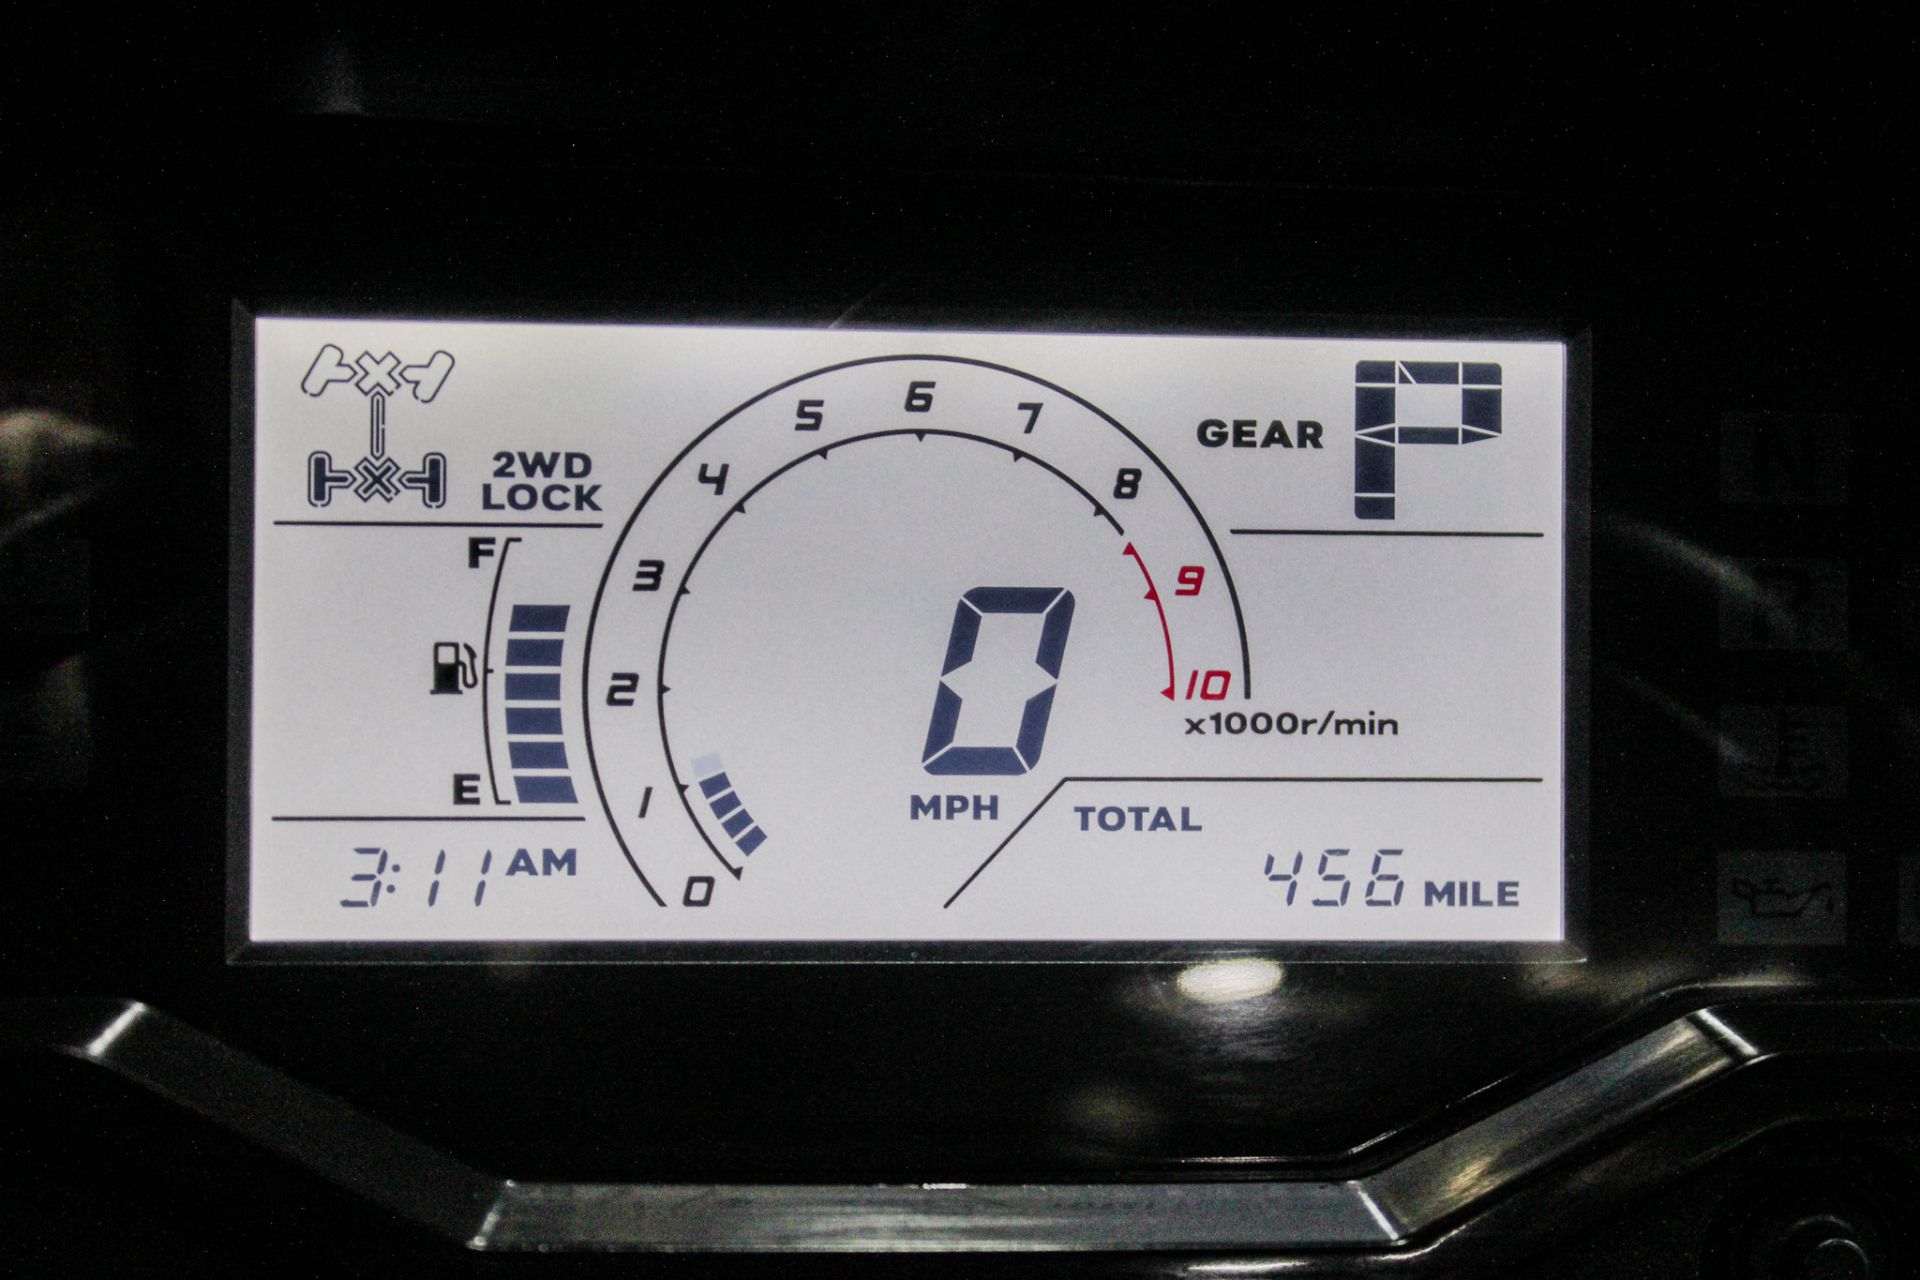 2WD
LOCK
GEAR
P
F
E
0
1
2
3
4
5
6
7
8
9
10
x1000r/min
0
MPH
3:11 AM
TOTAL
456 MILE